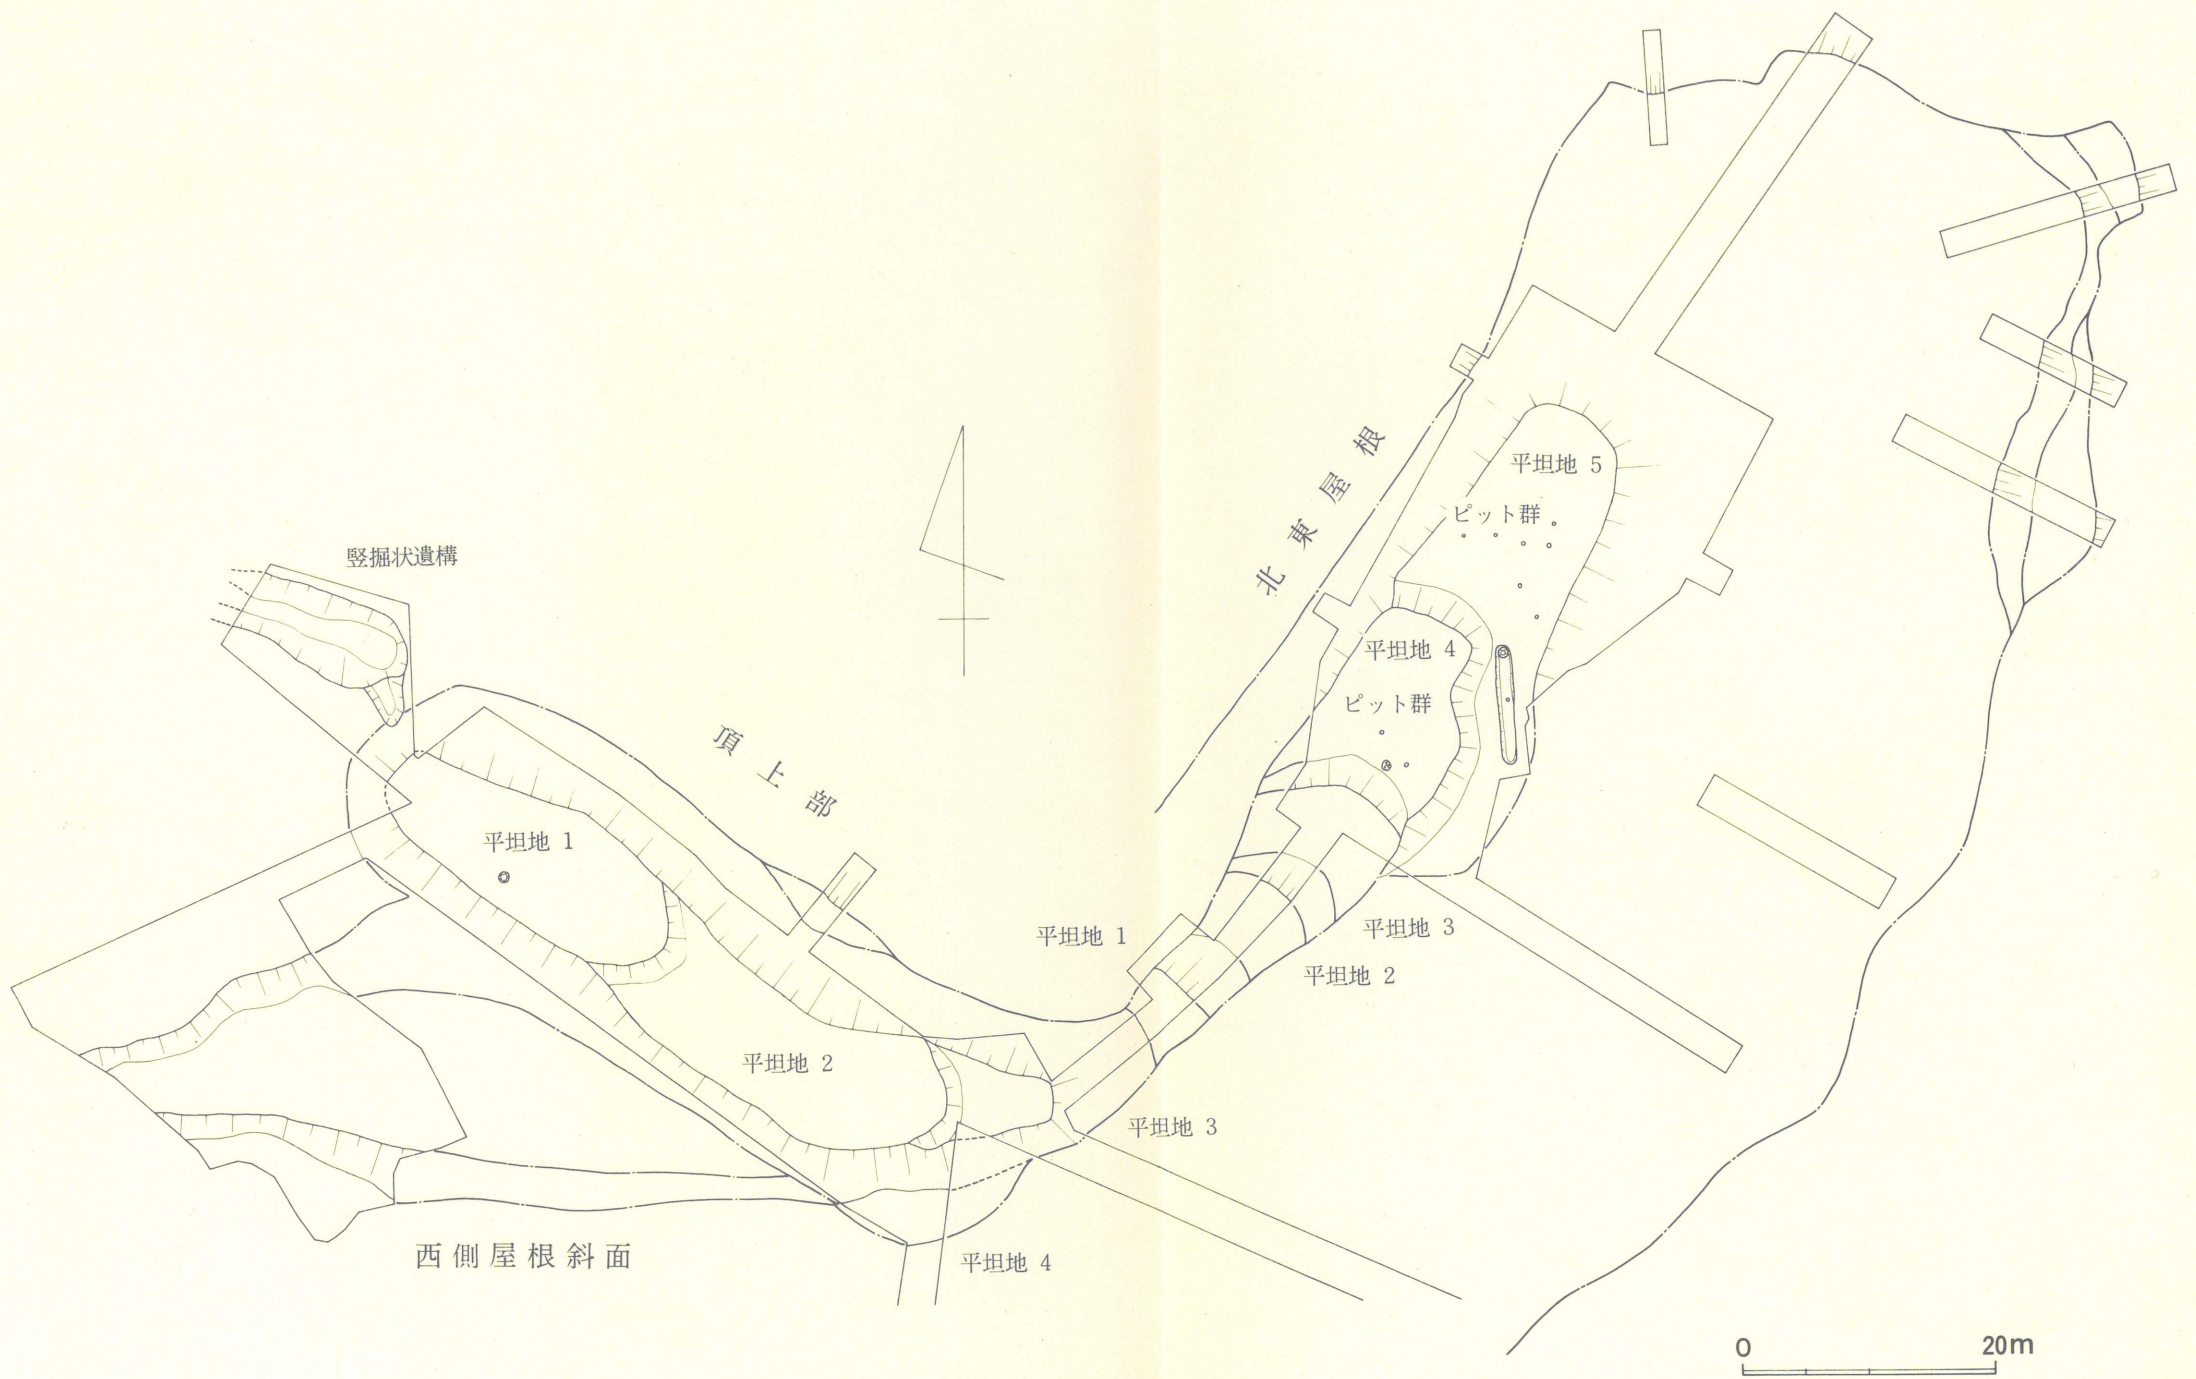 竪掘状遺構
頂上部
平坦地 1
平坦地 2
平坦地 3
平坦地 4
西側屋根斜面
北東屋根
平坦地 1
平坦地 2
平坦地 3
平坦地 4
ピット群
平坦地 5
ピット群
0 20m